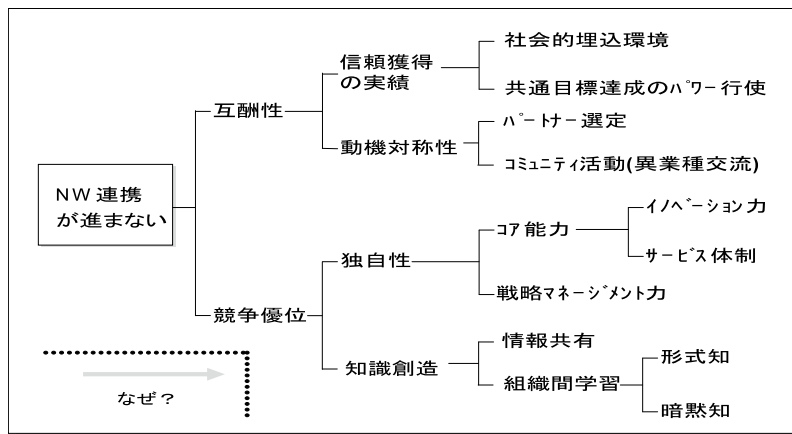 NW連携
が進まない
互酬性
信頼獲得
の実績
社会的埋込環境
共通目標達成のﾊﾟﾜｰ行使
動機対称性
ﾊﾟｰﾄﾅｰ選定
ｺﾐｭﾆﾃｨ活動(異業種交流)
競争優位
独自性
ｺｱ能力
ｲﾉﾍﾞｰｼｮﾝ力
ｻｰﾋﾞｽ体制
戦略ﾏﾈｰｼﾞﾒﾝﾄ力
知識創造
情報共有
組織間学習
形式知
暗黙知
なぜ？